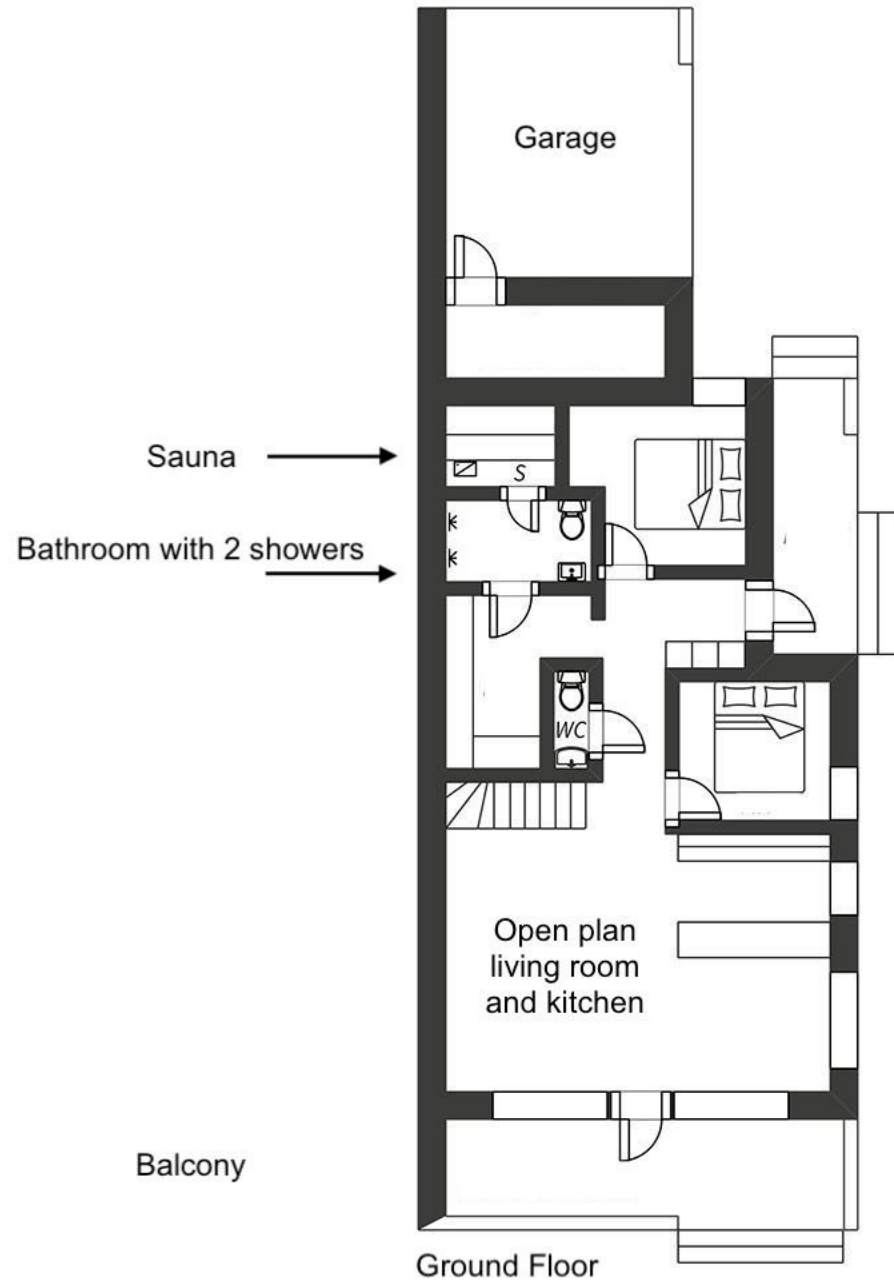 Garage
Sauna
S
Bathroom with 2 showers
WC
Open plan
living room
and kitchen
Balcony
Ground Floor